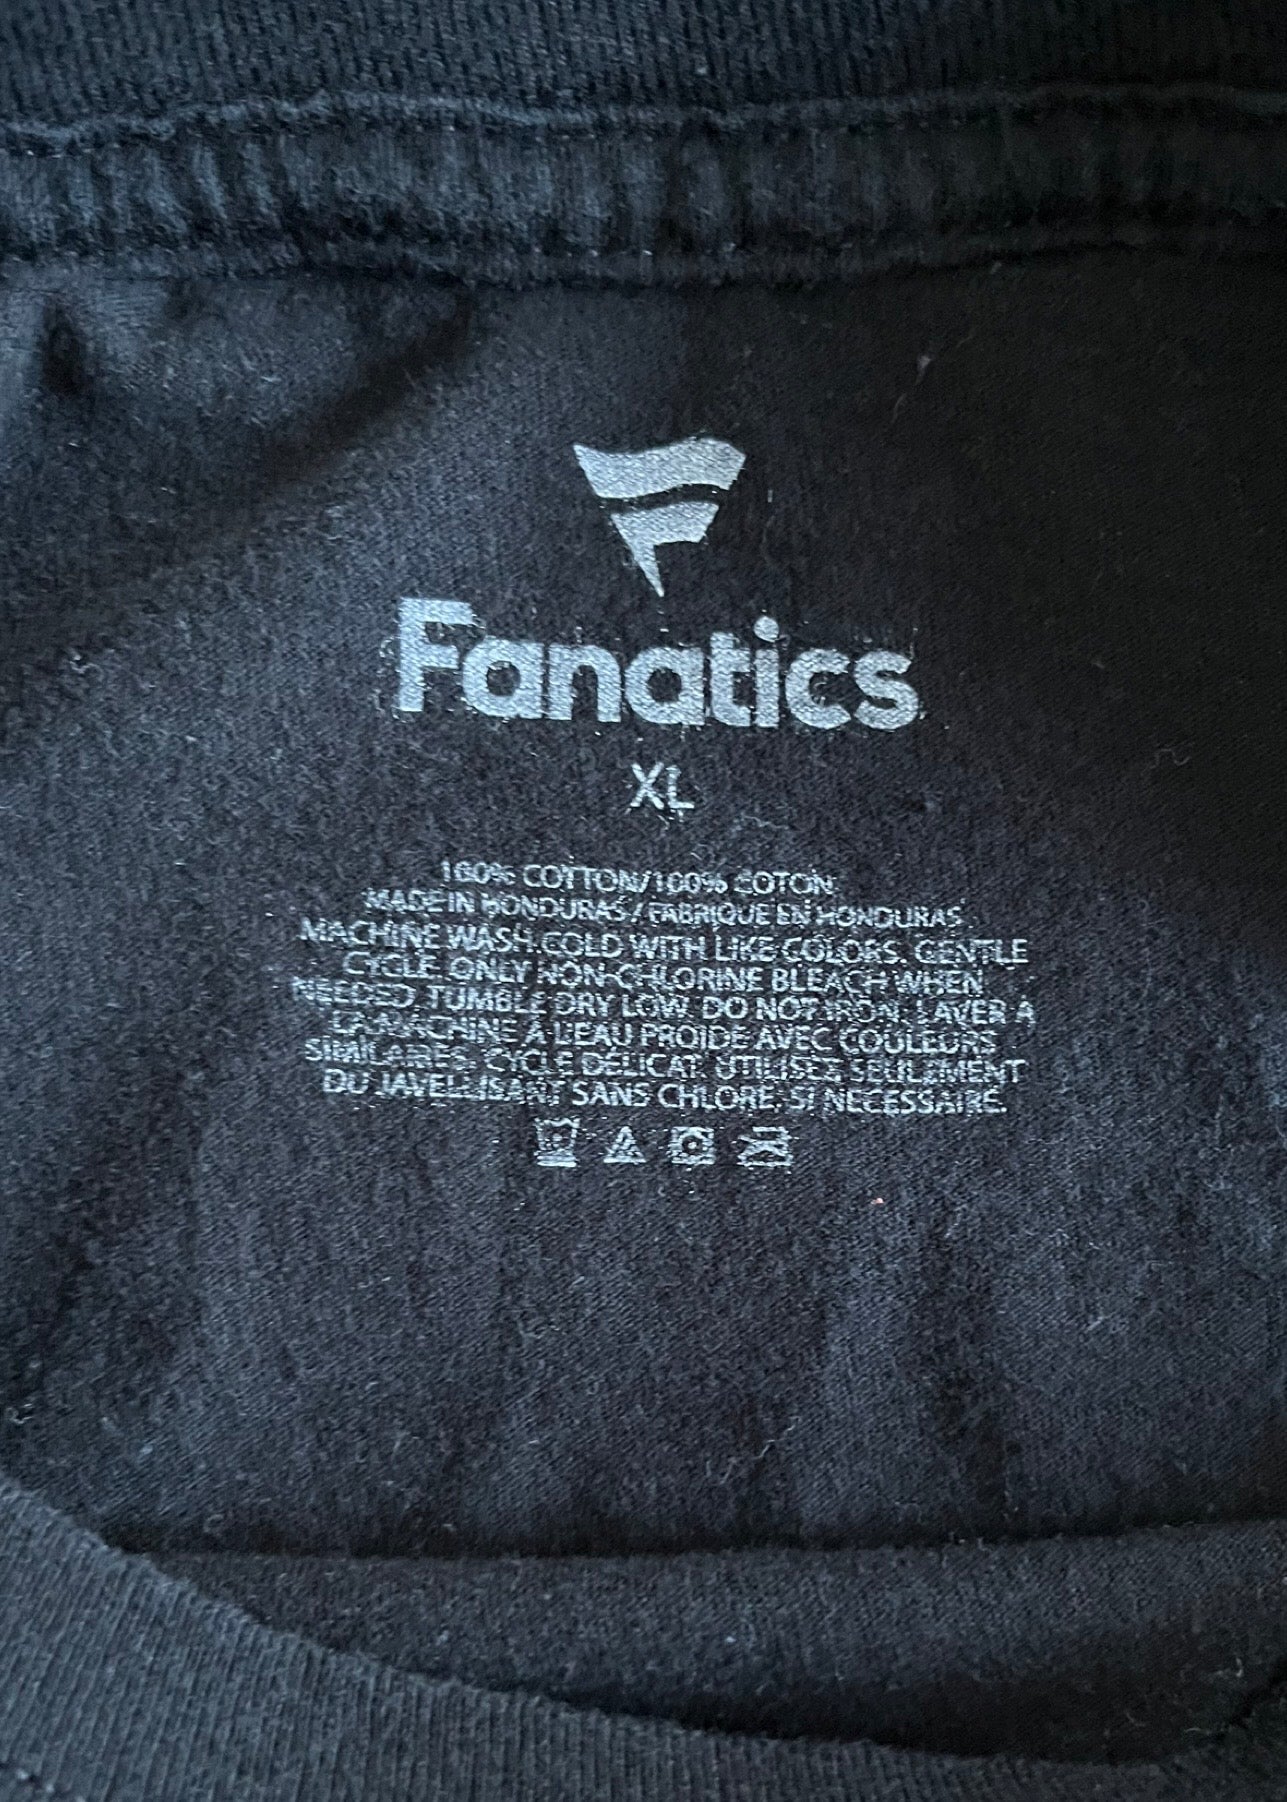 Fanatics
XL
100% COTTON/100% COTON
MADE IN HONDURAS / FABRIQUE EN HONDURAS
MACHINE WASH COLD WITH LIKE COLORS. GENTLE
CYCLE. ONLY NON-CHLORINE BLEACH WHEN
NEEDED. TUMBLE DRY LOW. DO NOT IRON. LAVER À
LA MACHINE À L'EAU PROIDE AVEC COULEURS
SIMILAIRES. CYCLE DÉLICAT. UTILISEZ SEULEMENT
DU JAVELLISANT SANS CHLORE, SI NECESSAIRE.